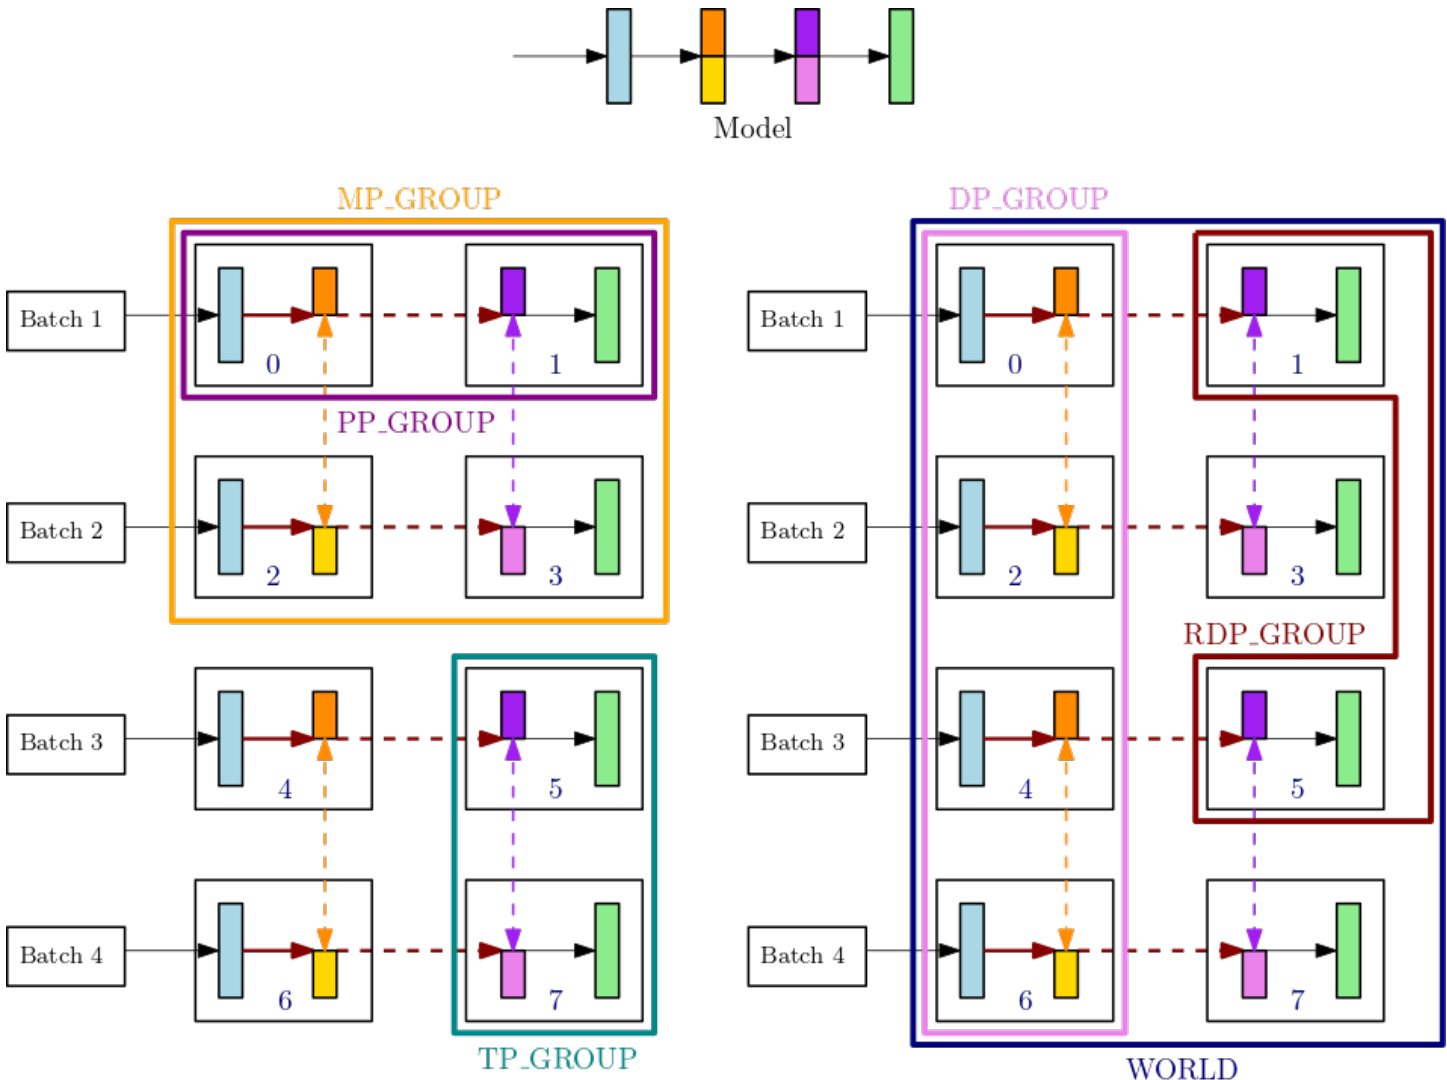 Model
MP_GROUP
DP_GROUP
Batch 1
0
1
Batch 1
0
1
PP_GROUP
Batch 2
2
3
Batch 2
2
3
RDP_GROUP
Batch 3
4
5
Batch 3
4
5
Batch 4
6
7
Batch 4
6
7
TP_GROUP
WORLD